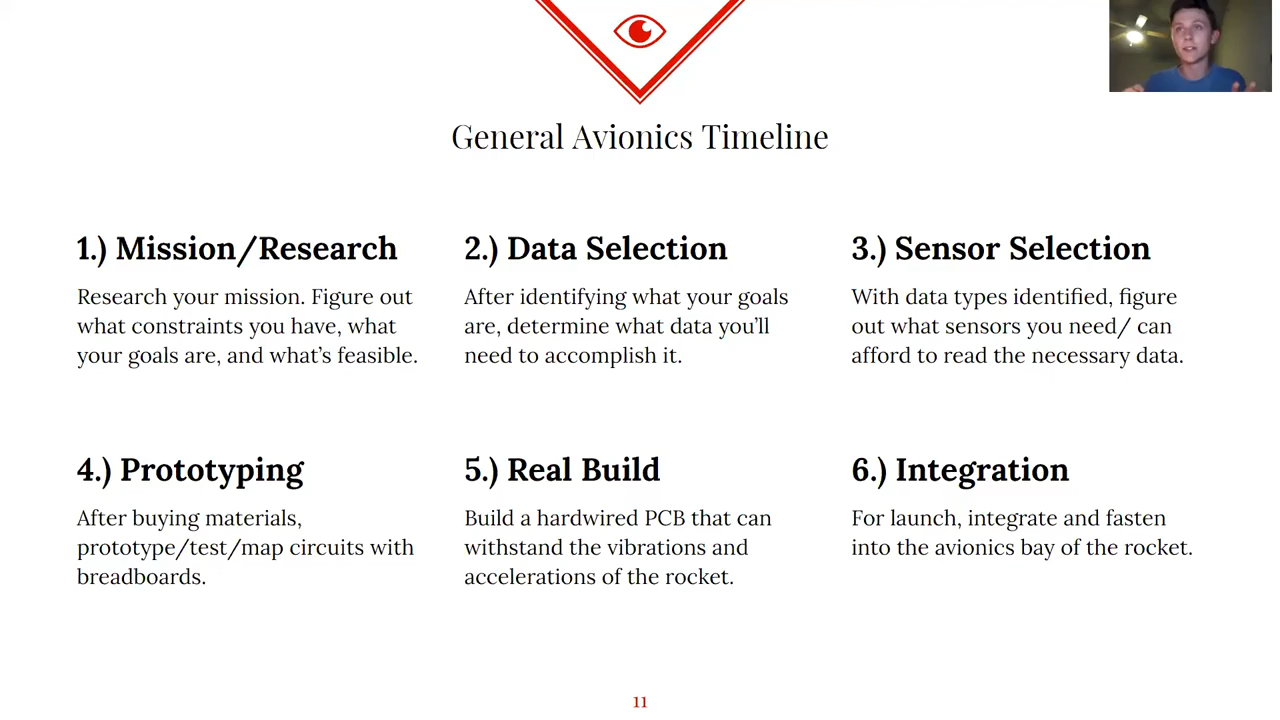 General Avionics Timeline
1.) Mission/Research
Research your mission. Figure out
what constraints you have, what
your goals are, and what's feasible.
2.) Data Selection
After identifying what your goals
are, determine what data you'll
need to accomplish it.
3.) Sensor Selection
With data types identified, figure
out what sensors you need/ can
afford to read the necessary data.
4.) Prototyping
After buying materials,
prototype/test/map circuits with
breadboards.
5.) Real Build
Build a hardwired PCB that can
withstand the vibrations and
accelerations of the rocket.
6.) Integration
For launch, integrate and fasten
into the avionics bay of the rocket.
11